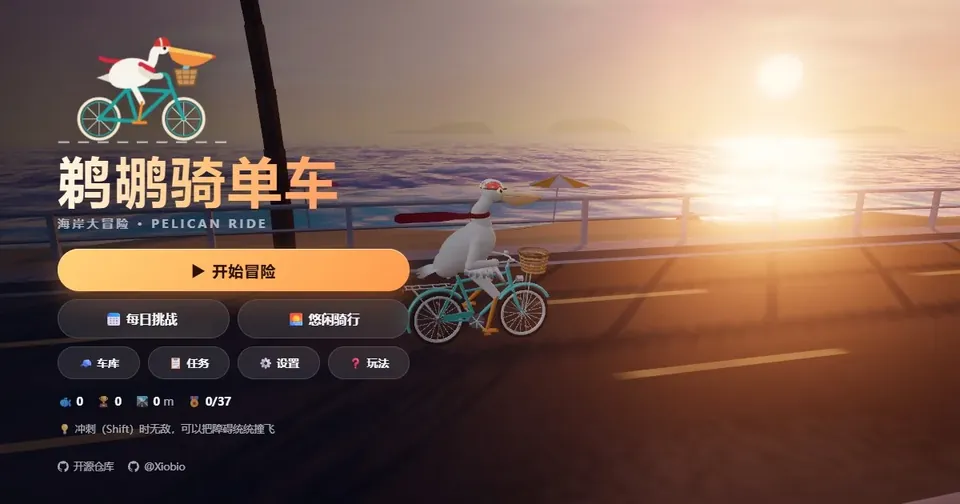 鹈鹕骑单车
海岸大冒险 · PELICAN RIDE
▶ 开始冒险
每日挑战
悠闲骑行
车库
任务
设置
玩法
0 0 0 m 0/37
冲刺（Shift）时无敌，可以把障碍统统撞飞
开源仓库 @Xiobio